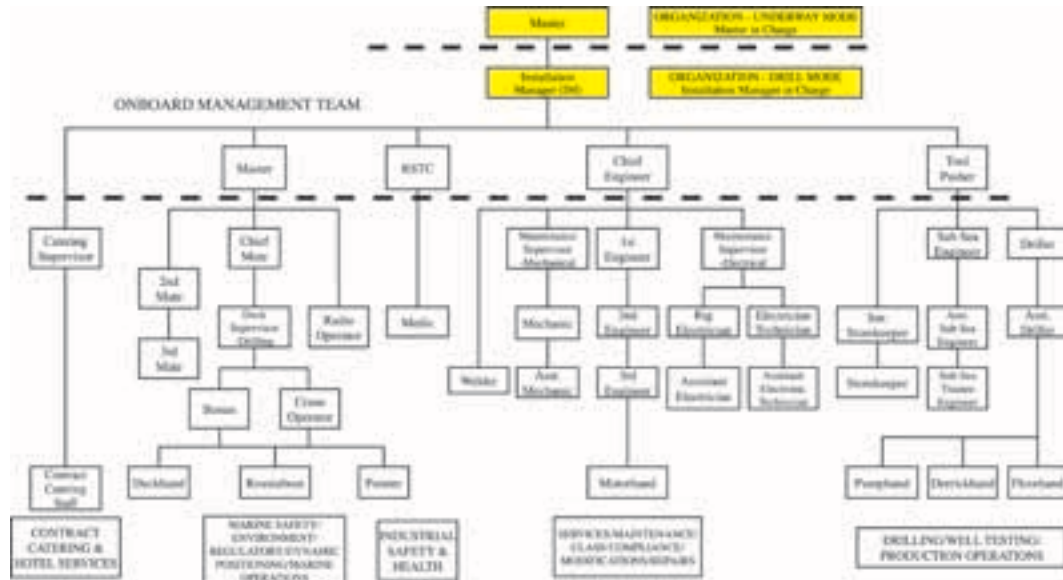 Master
ORGANIZATION - UNDERWAY MODE
Master in Charge
Installation
Manager (IM)
ORGANIZATION - DRILL MODE
Installation Manager in Charge
ONBOARD MANAGEMENT TEAM
Master
RSTC
Chief
Engineer
Tool
Pusher
Catering
Supervisor
Chief
Mate
Maintenance
Supervisor
-Mechanical
1st
Engineer
Maintenance
Supervisor
-Electrical
Sub Sea
Engineer
Driller
2nd
Mate
Deck
Supervisor
-Drilling
Radio
Operator
Medic
Mechanic
2nd
Engineer
Rig
Electrician
Electrician
Technician
Storekeeper
Asst.
Sub Sea
Engineer
Asst.
Driller
3rd
Mate
Welder
Asst.
Mechanic
3rd
Engineer
Assistant
Electrician
Assistant
Technician
Storekeeper
Sub Sea
Trainee
Engineer
Bosun
Crane
Operator
Contract
Catering
Staff
Deckhand
Roustabout
Painter
Motorhand
Pumphand
Derrickhand
Floorhand
CONTRACT
CATERING &
HOTEL SERVICES
MARINE SAFETY/
ENVIRONMENT/
REGULATORY/DYNAMIC
POSITIONING/MARINE
OPERATIONS
INDUSTRIAL
SAFETY &
HEALTH
SERVICES/MAINTENANCE/
CLASS COMPLIANCE/
MODIFICATIONS/REPAIRS
DRILLING/WELL TESTING/
PRODUCTION OPERATIONS